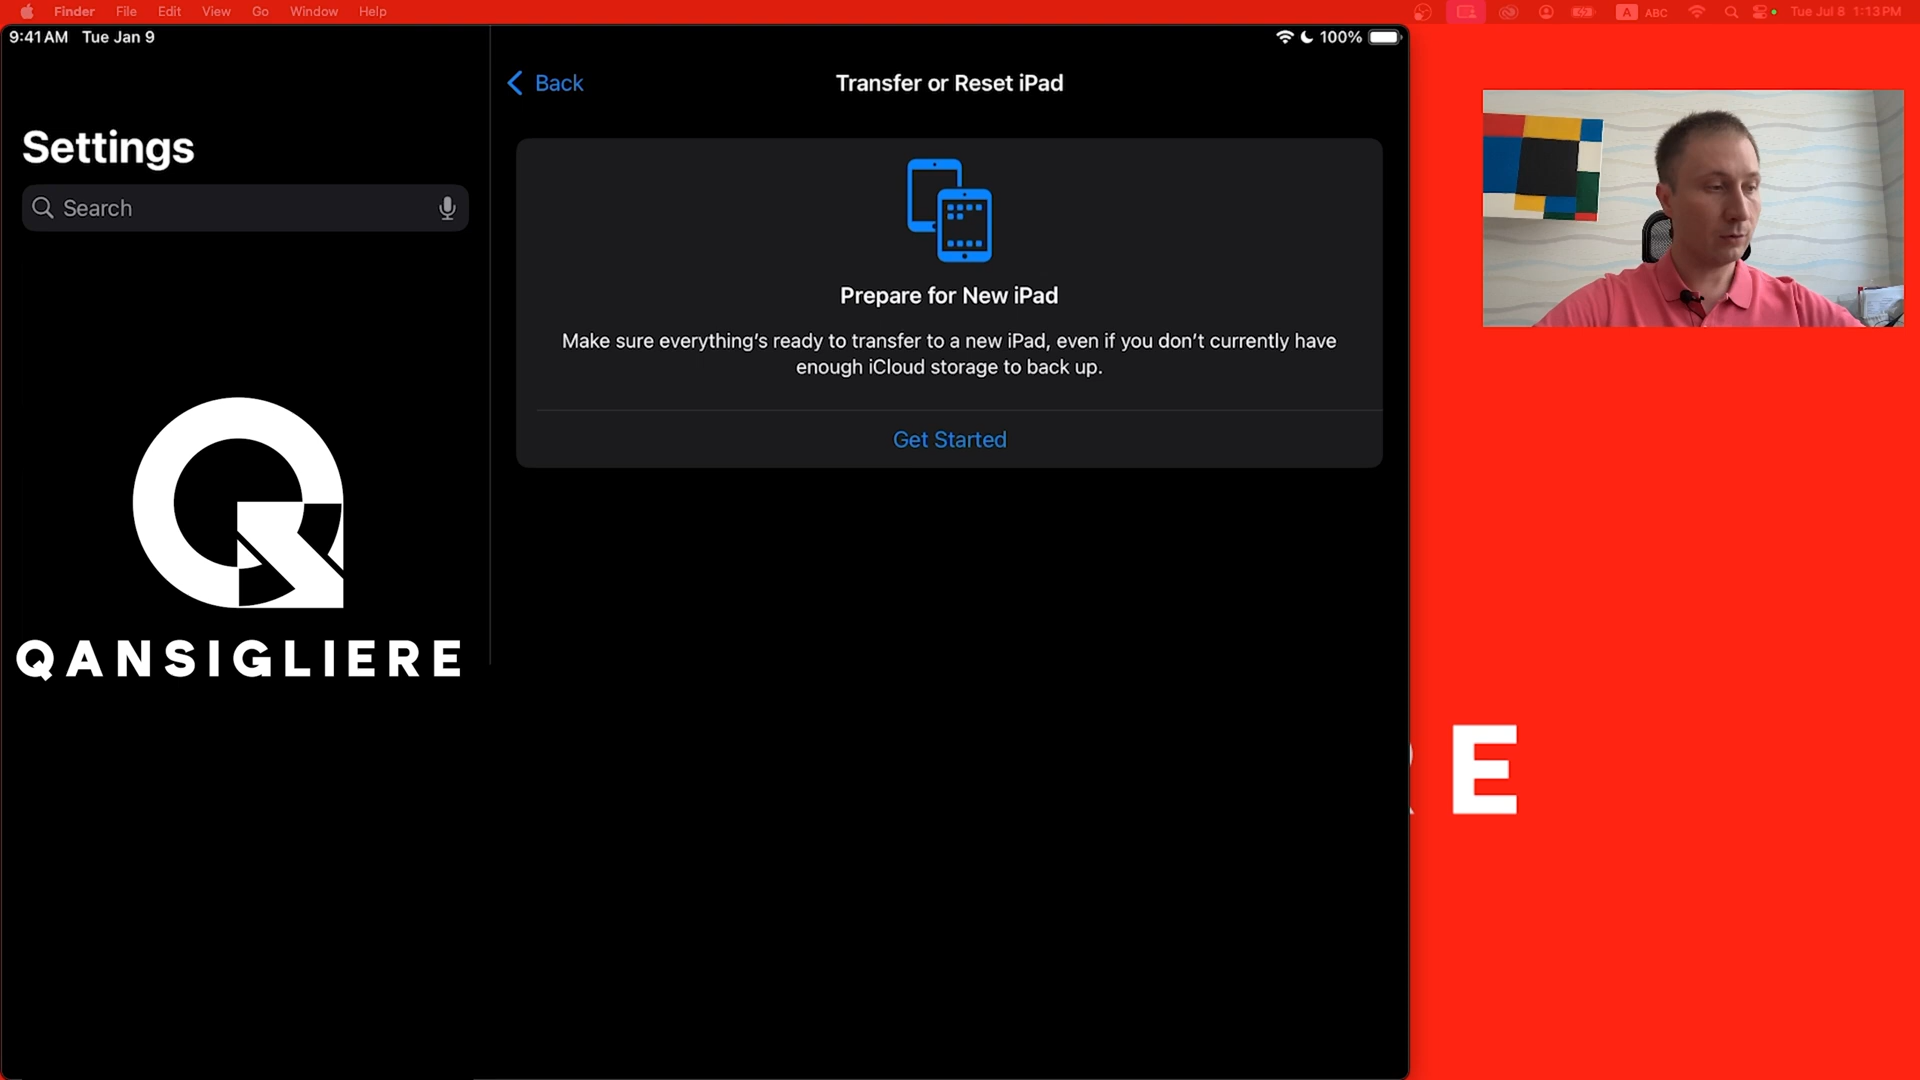 Finder File Edit View Go Window Help
A ABC Tue Jul 8 1:13 PM
9:41 AM Tue Jan 9
100%
Settings
Search
QANSIGLIERE
Back
Transfer or Reset iPad
Prepare for New iPad
Make sure everything's ready to transfer to a new iPad, even if you don't currently have
enough iCloud storage to back up.
Get Started
E